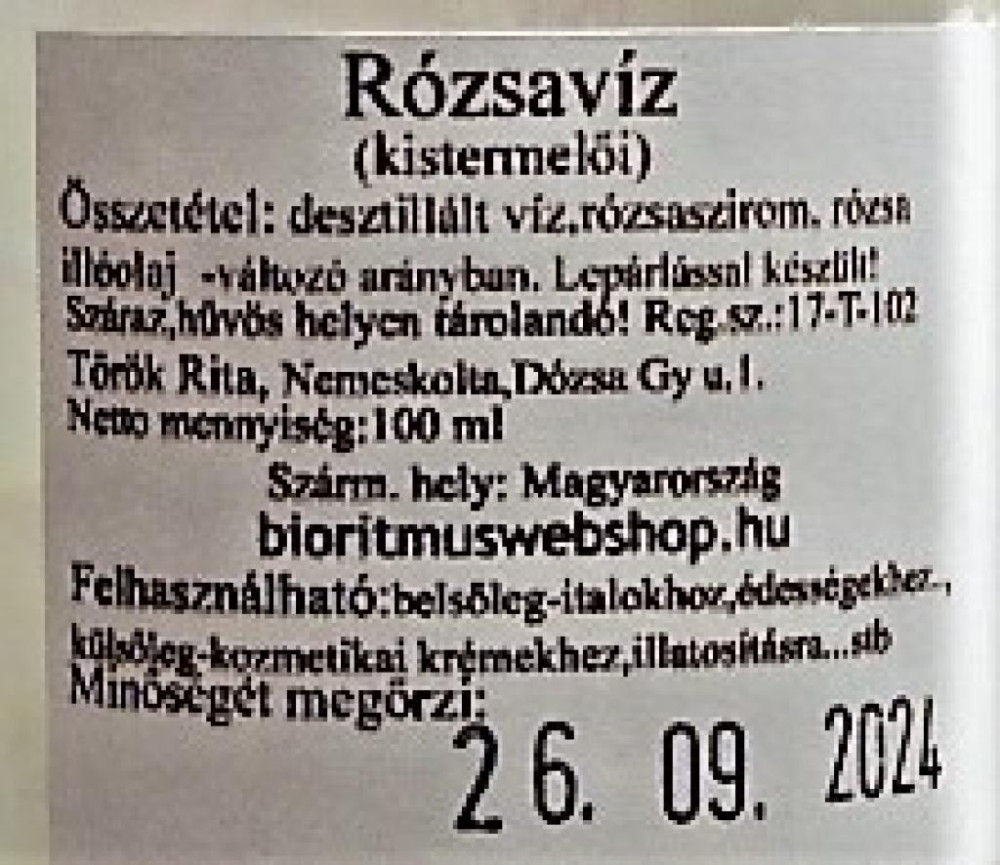 Rózsavíz
(kistermelői)
Összetétel: desztillált víz,rózsaszirom. rózsa
illóolaj -változó arányban. Lepárlással készült!
Száraz,hűvös helyen tárolandó! Reg.sz.:17-T-102
Török Rita, Nemeskolta,Dózsa Gy u.1.
Netto mennyiség:100 ml
Szárm. hely: Magyarország
bioritmuswebshop.hu
Felhasználható:belsőleg-italokhoz,édességekhez.,
külsőleg-kozmetikai krémekhez,illatosításra...stb
Minőségét megőrzi:
26. 09. 2024